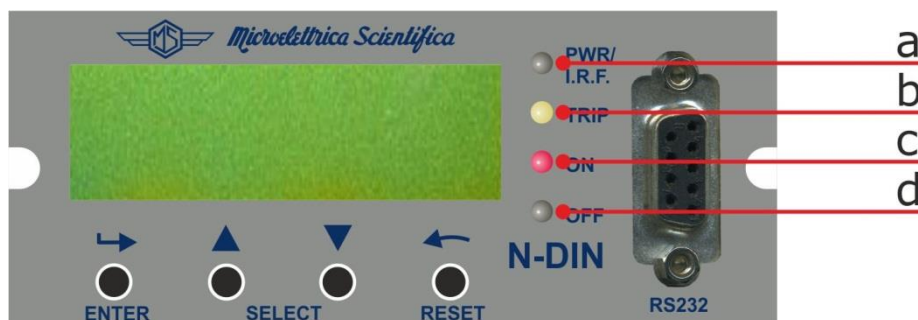 MS Microelettrica Scientifica
PWR/
I.R.F.
TRIP
ON
OFF
a
b
c
d
N-DIN
ENTER
SELECT
RESET
RS232